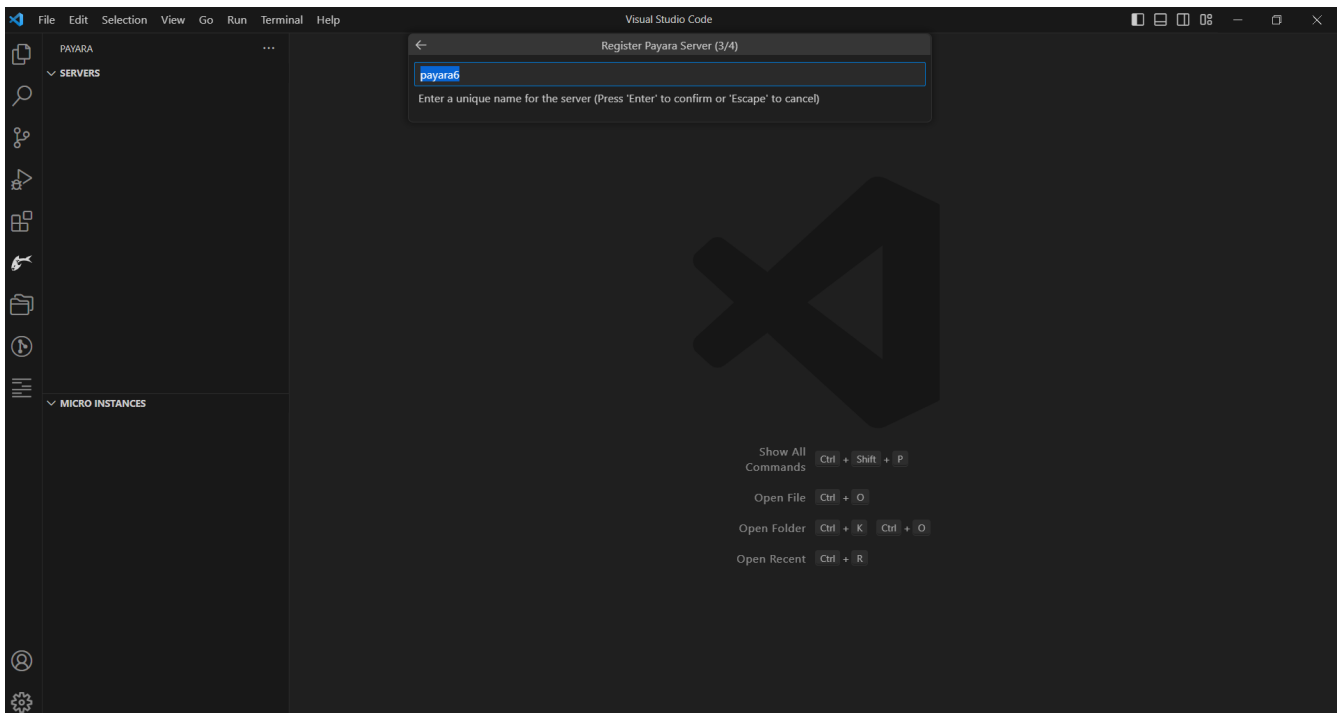 File Edit Selection View Go Run Terminal Help
Visual Studio Code
PAYARA
SERVERS
Register Payara Server (3/4)
payara6
Enter a unique name for the server (Press 'Enter' to confirm or 'Escape' to cancel)
MICRO INSTANCES
Show All
Commands
Ctrl + Shift + P
Open File Ctrl + O
Open Folder Ctrl + K Ctrl + O
Open Recent Ctrl + R